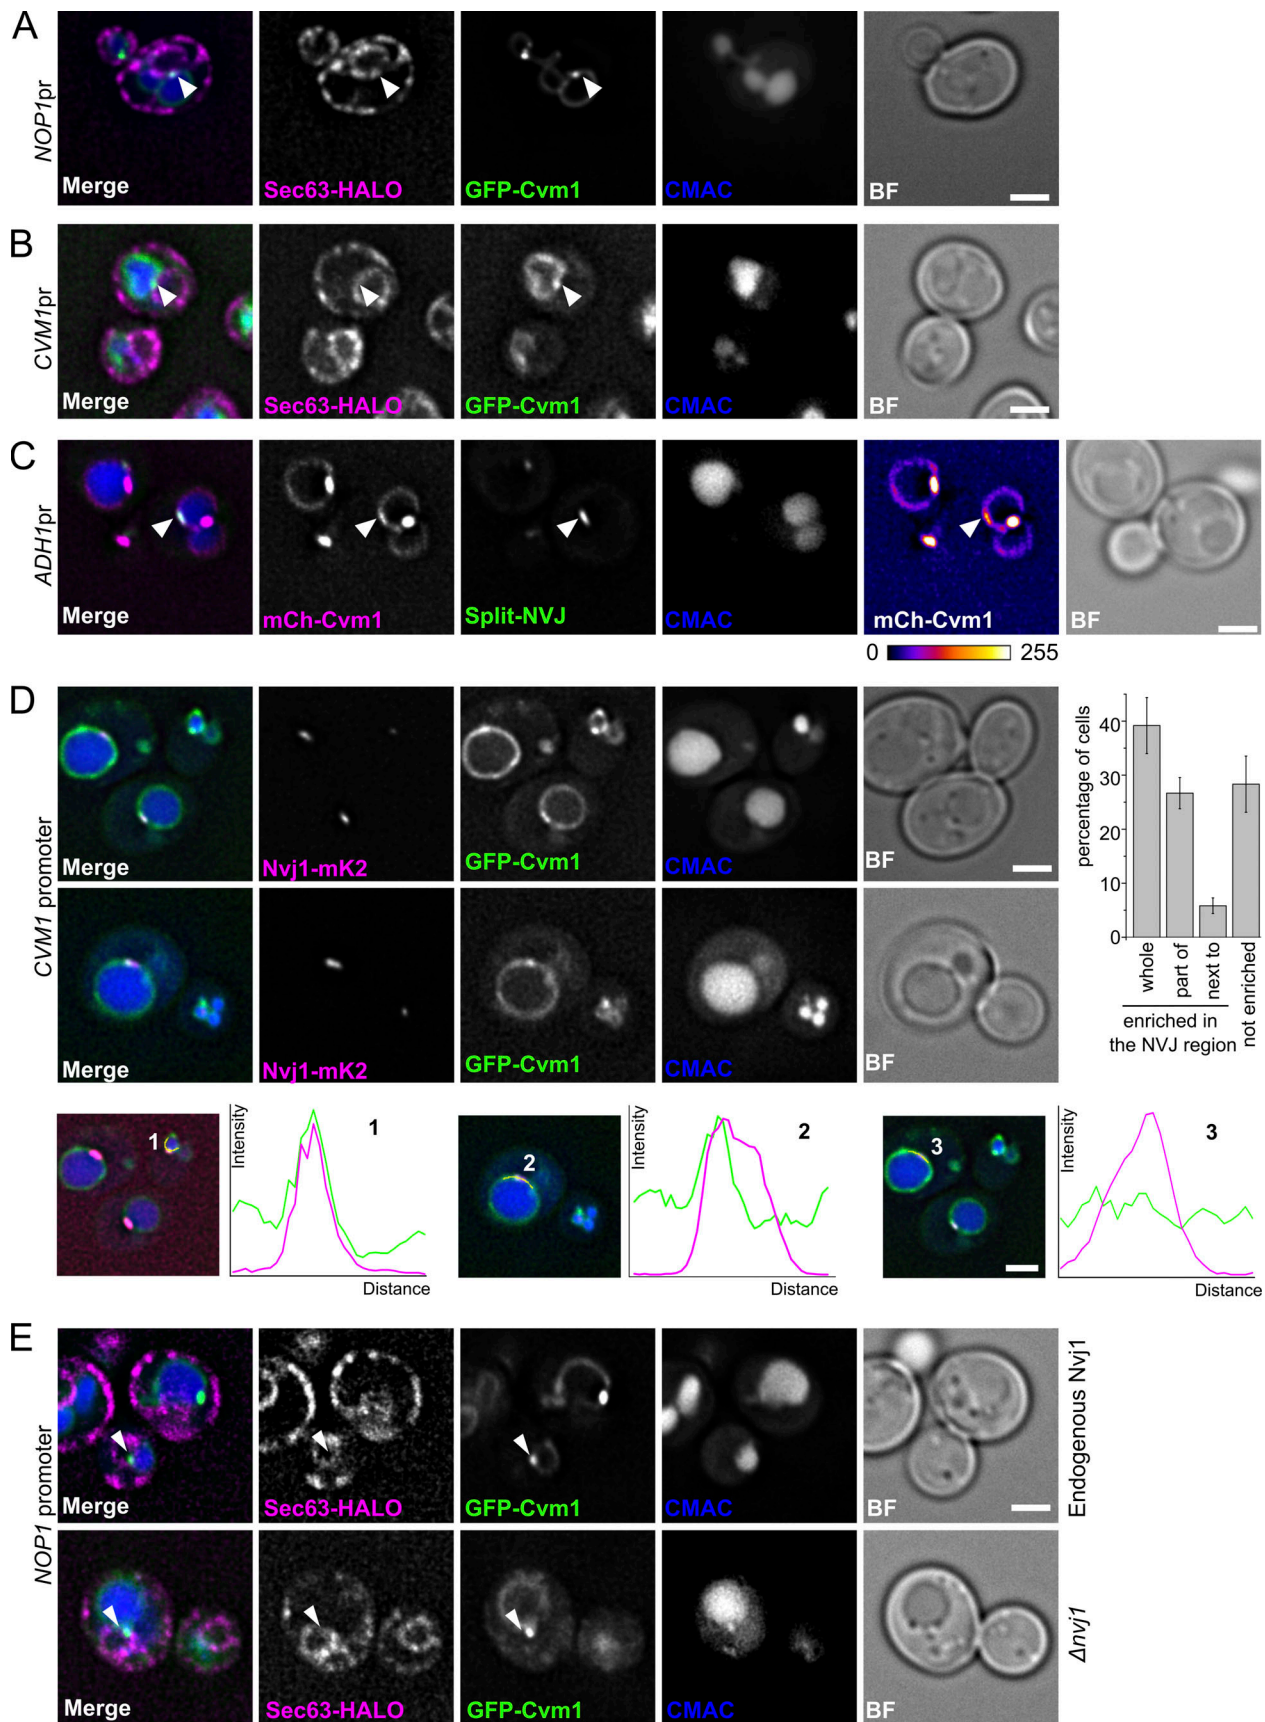 A
NOP1pr
Merge
Sec63-HALO
GFP-Cvm1
CMAC
BF
B
CVM1pr
Merge
Sec63-HALO
GFP-Cvm1
CMAC
BF
C
ADH1pr
Merge
mCh-Cvm1
Split-NVJ
CMAC
mCh-Cvm1
BF
0
255
D
CVM1 promoter
Merge
Nvj1-mK2
GFP-Cvm1
CMAC
BF
Merge
Nvj1-mK2
GFP-Cvm1
CMAC
BF
percentage of cells
40
30
20
10
0
whole
part of
next to
not enriched
enriched in
the NVJ region
1
Intensity
1
Distance
2
Intensity
2
Distance
3
Intensity
3
Distance
E
NOP1 promoter
Merge
Sec63-HALO
GFP-Cvm1
CMAC
BF
Endogenous Nvj1
Merge
Sec63-HALO
GFP-Cvm1
CMAC
BF
Δnvj1